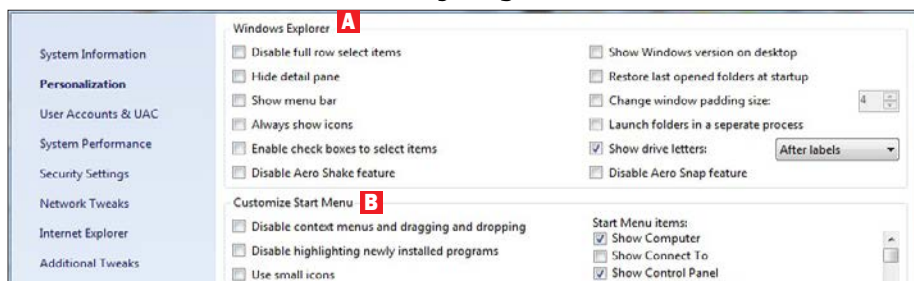 Windows Explorer A
System Information
Personalization
User Accounts & UAC
System Performance
Security Settings
Network Tweaks
Internet Explorer
Additional Tweaks
Disable full row select items
Hide detail pane
Show menu bar
Always show icons
Enable check boxes to select items
Disable Aero Shake feature
Show Windows version on desktop
Restore last opened folders at startup
Change window padding size: 4
Launch folders in a seperate process
Show drive letters: After labels
Disable Aero Snap feature
Customize Start Menu B
Disable context menus and dragging and dropping
Disable highlighting newly installed programs
Use small icons
Start Menu items:
Show Computer
Show Connect To
Show Control Panel